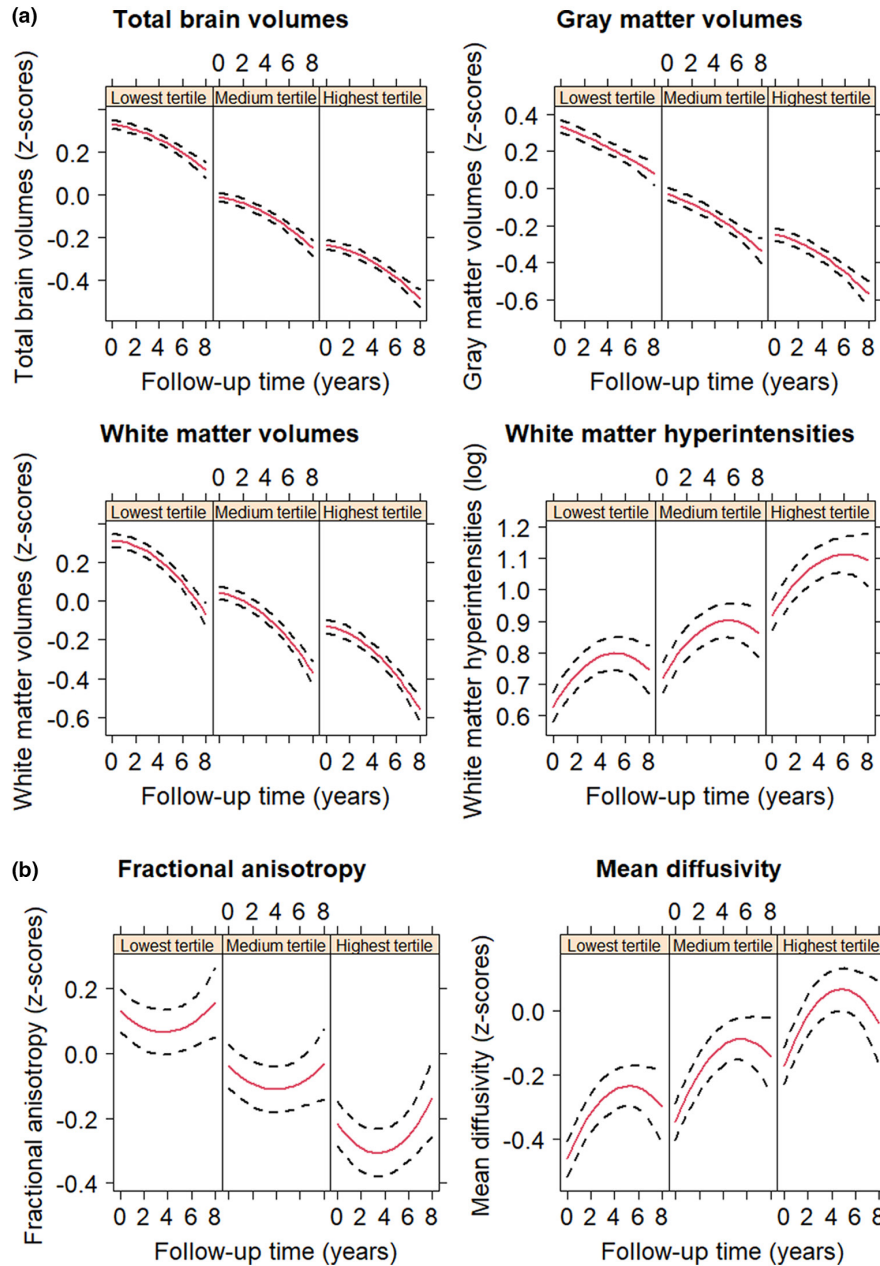 (a)
Total brain volumes
0 2 4 6 8
Lowest tertile Medium tertile Highest tertile
Total brain volumes (z-scores)
0.2
0.0
-0.2
-0.4
0 2 4 6 8 0 2 4 6 8
Follow-up time (years)
Gray matter volumes
0 2 4 6 8
Lowest tertile Medium tertile Highest tertile
Gray matter volumes (z-scores)
0.4
0.2
0.0
-0.2
-0.4
-0.6
0 2 4 6 8 0 2 4 6 8
Follow-up time (years)
White matter volumes
0 2 4 6 8
Lowest tertile Medium tertile Highest tertile
White matter volumes (z-scores)
0.2
0.0
-0.2
-0.4
-0.6
0 2 4 6 8 0 2 4 6 8
Follow-up time (years)
White matter hyperintensities
0 2 4 6 8
Lowest tertile Medium tertile Highest tertile
White matter hyperintensities (log)
1.2
1.1
1.0
0.9
0.8
0.7
0.6
0 2 4 6 8 0 2 4 6 8
Follow-up time (years)
(b)
Fractional anisotropy
0 2 4 6 8
Lowest tertile Medium tertile Highest tertile
Fractional anisotropy (z-scores)
0.2
0.0
-0.2
-0.4
0 2 4 6 8 0 2 4 6 8
Follow-up time (years)
Mean diffusivity
0 2 4 6 8
Lowest tertile Medium tertile Highest tertile
Mean diffusivity (z-scores)
0.0
-0.2
-0.4
0 2 4 6 8 0 2 4 6 8
Follow-up time (years)